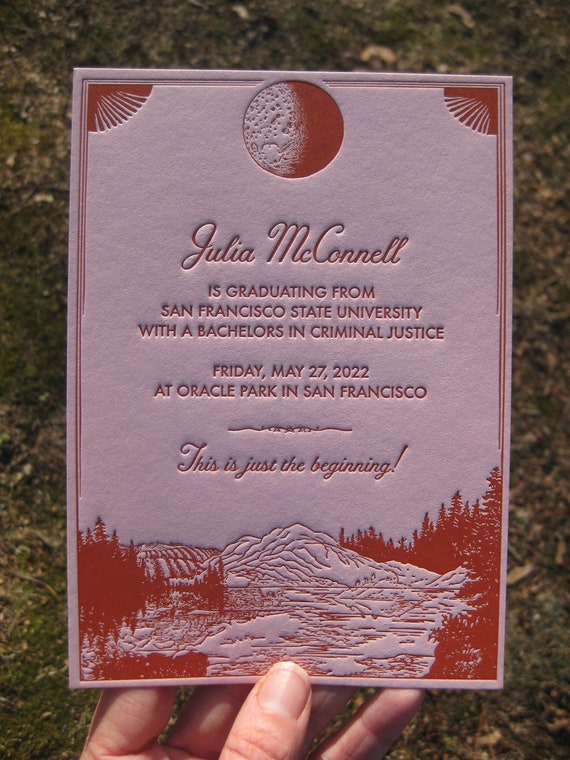 Julia McConnell
IS GRADUATING FROM
SAN FRANCISCO STATE UNIVERSITY
WITH A BACHELORS IN CRIMINAL JUSTICE
FRIDAY, MAY 27, 2022
AT ORACLE PARK IN SAN FRANCISCO
This is just the beginning!